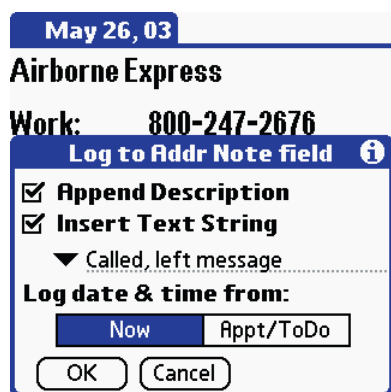 May 26, 03
Airborne Express
Work: 800-247-2676
Log to Addr Note field
Append Description
Insert Text String
Called, left message
Log date & time from:
Now Appt/ToDo
OK Cancel